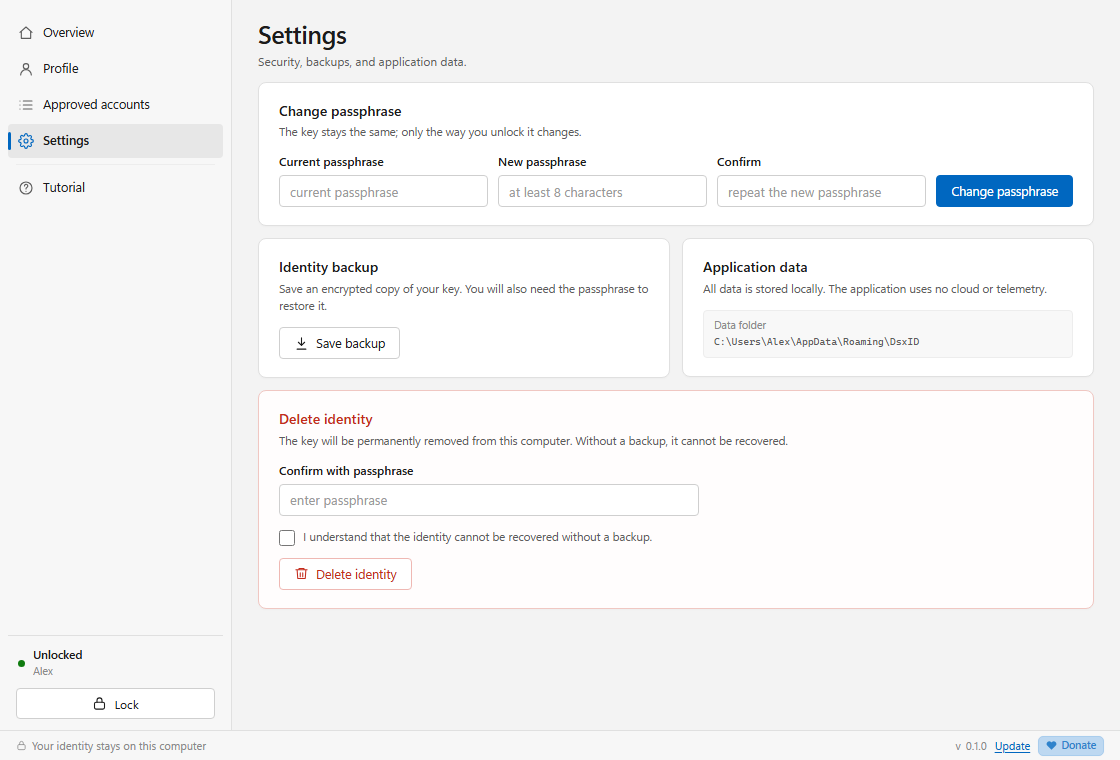 Overview
Profile
Approved accounts
Settings
Tutorial
Unlocked
Alex
Lock
Settings
Security, backups, and application data.
Change passphrase
The key stays the same; only the way you unlock it changes.
Current passphrase
New passphrase
Confirm
current passphrase
at least 8 characters
repeat the new passphrase
Change passphrase
Identity backup
Save an encrypted copy of your key. You will also need the passphrase to
restore it.
Save backup
Application data
All data is stored locally. The application uses no cloud or telemetry.
Data folder
C:\Users\Alex\AppData\Roaming\DsxID
Delete identity
The key will be permanently removed from this computer. Without a backup, it cannot be recovered.
Confirm with passphrase
enter passphrase
I understand that the identity cannot be recovered without a backup.
Delete identity
Your identity stays on this computer
v 0.1.0 Update Donate